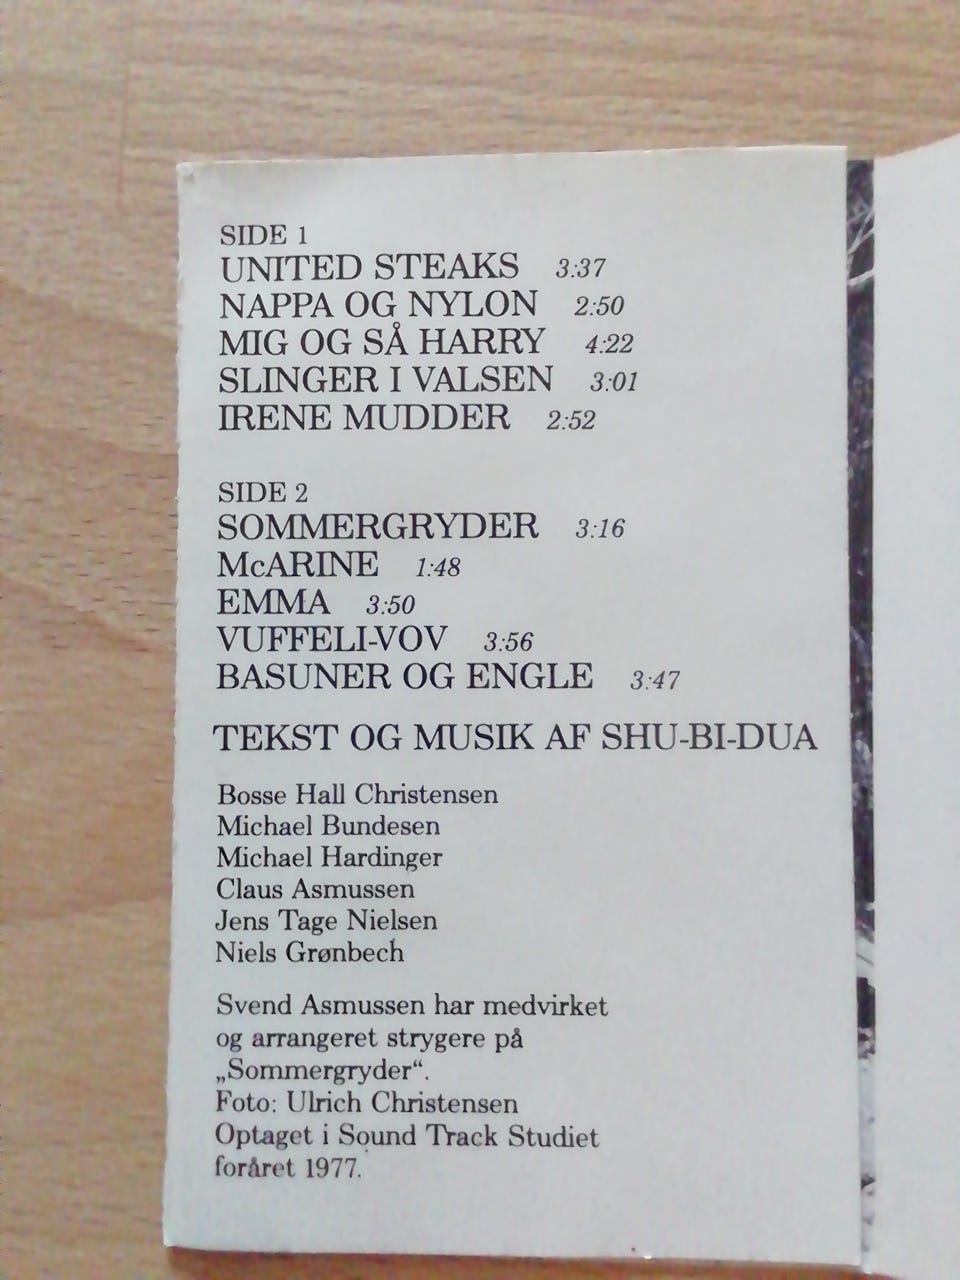 SIDE 1
UNITED STEAKS 3:37
NAPPA OG NYLON 2:50
MIG OG SÅ HARRY 4:22
SLINGER I VALSEN 3:01
IRENE MUDDER 2:52
SIDE 2
SOMMERGRYDER 3:16
McARINE 1:48
EMMA 3:50
VUFFELI-VOV 3:56
BASUNER OG ENGLE 3:47
TEKST OG MUSIK AF SHU-BI-DUA
Bosse Hall Christensen
Michael Bundesen
Michael Hardinger
Claus Asmussen
Jens Tage Nielsen
Niels Grønbech
Svend Asmussen har medvirket
og arrangeret strygere på
„Sommergryder“.
Foto: Ulrich Christensen
Optaget i Sound Track Studiet
foråret 1977.